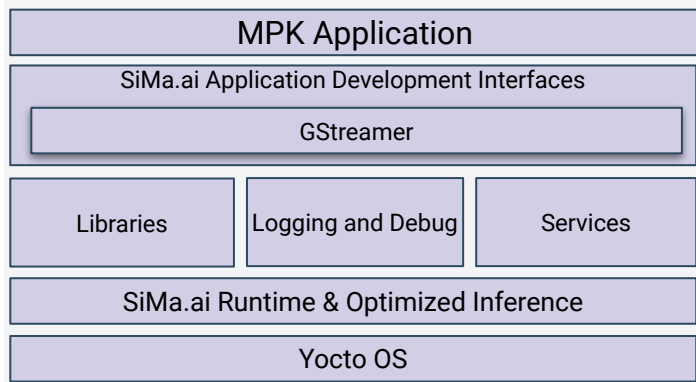 MPK Application
SiMa.ai Application Development Interfaces
GStreamer
Libraries
Logging and Debug
Services
SiMa.ai Runtime & Optimized Inference
Yocto OS